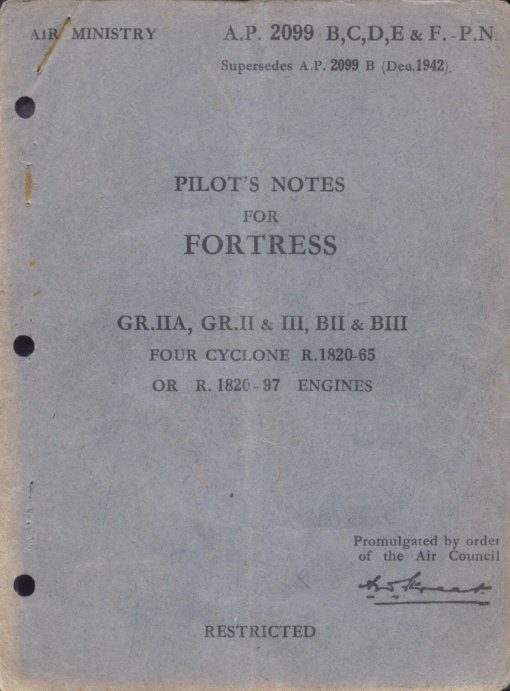 AIR MINISTRY
A.P. 2099 B,C,D,E & F.-P.N.
Supersedes A.P. 2099 B (Dec.1942).
PILOT'S NOTES
FOR
FORTRESS
GR.IIA, GR.II & III, BII & BIII
FOUR CYCLONE R.1820-65
OR R. 1820-97 ENGINES
Promulgated by order
of the Air Council
RESTRICTED